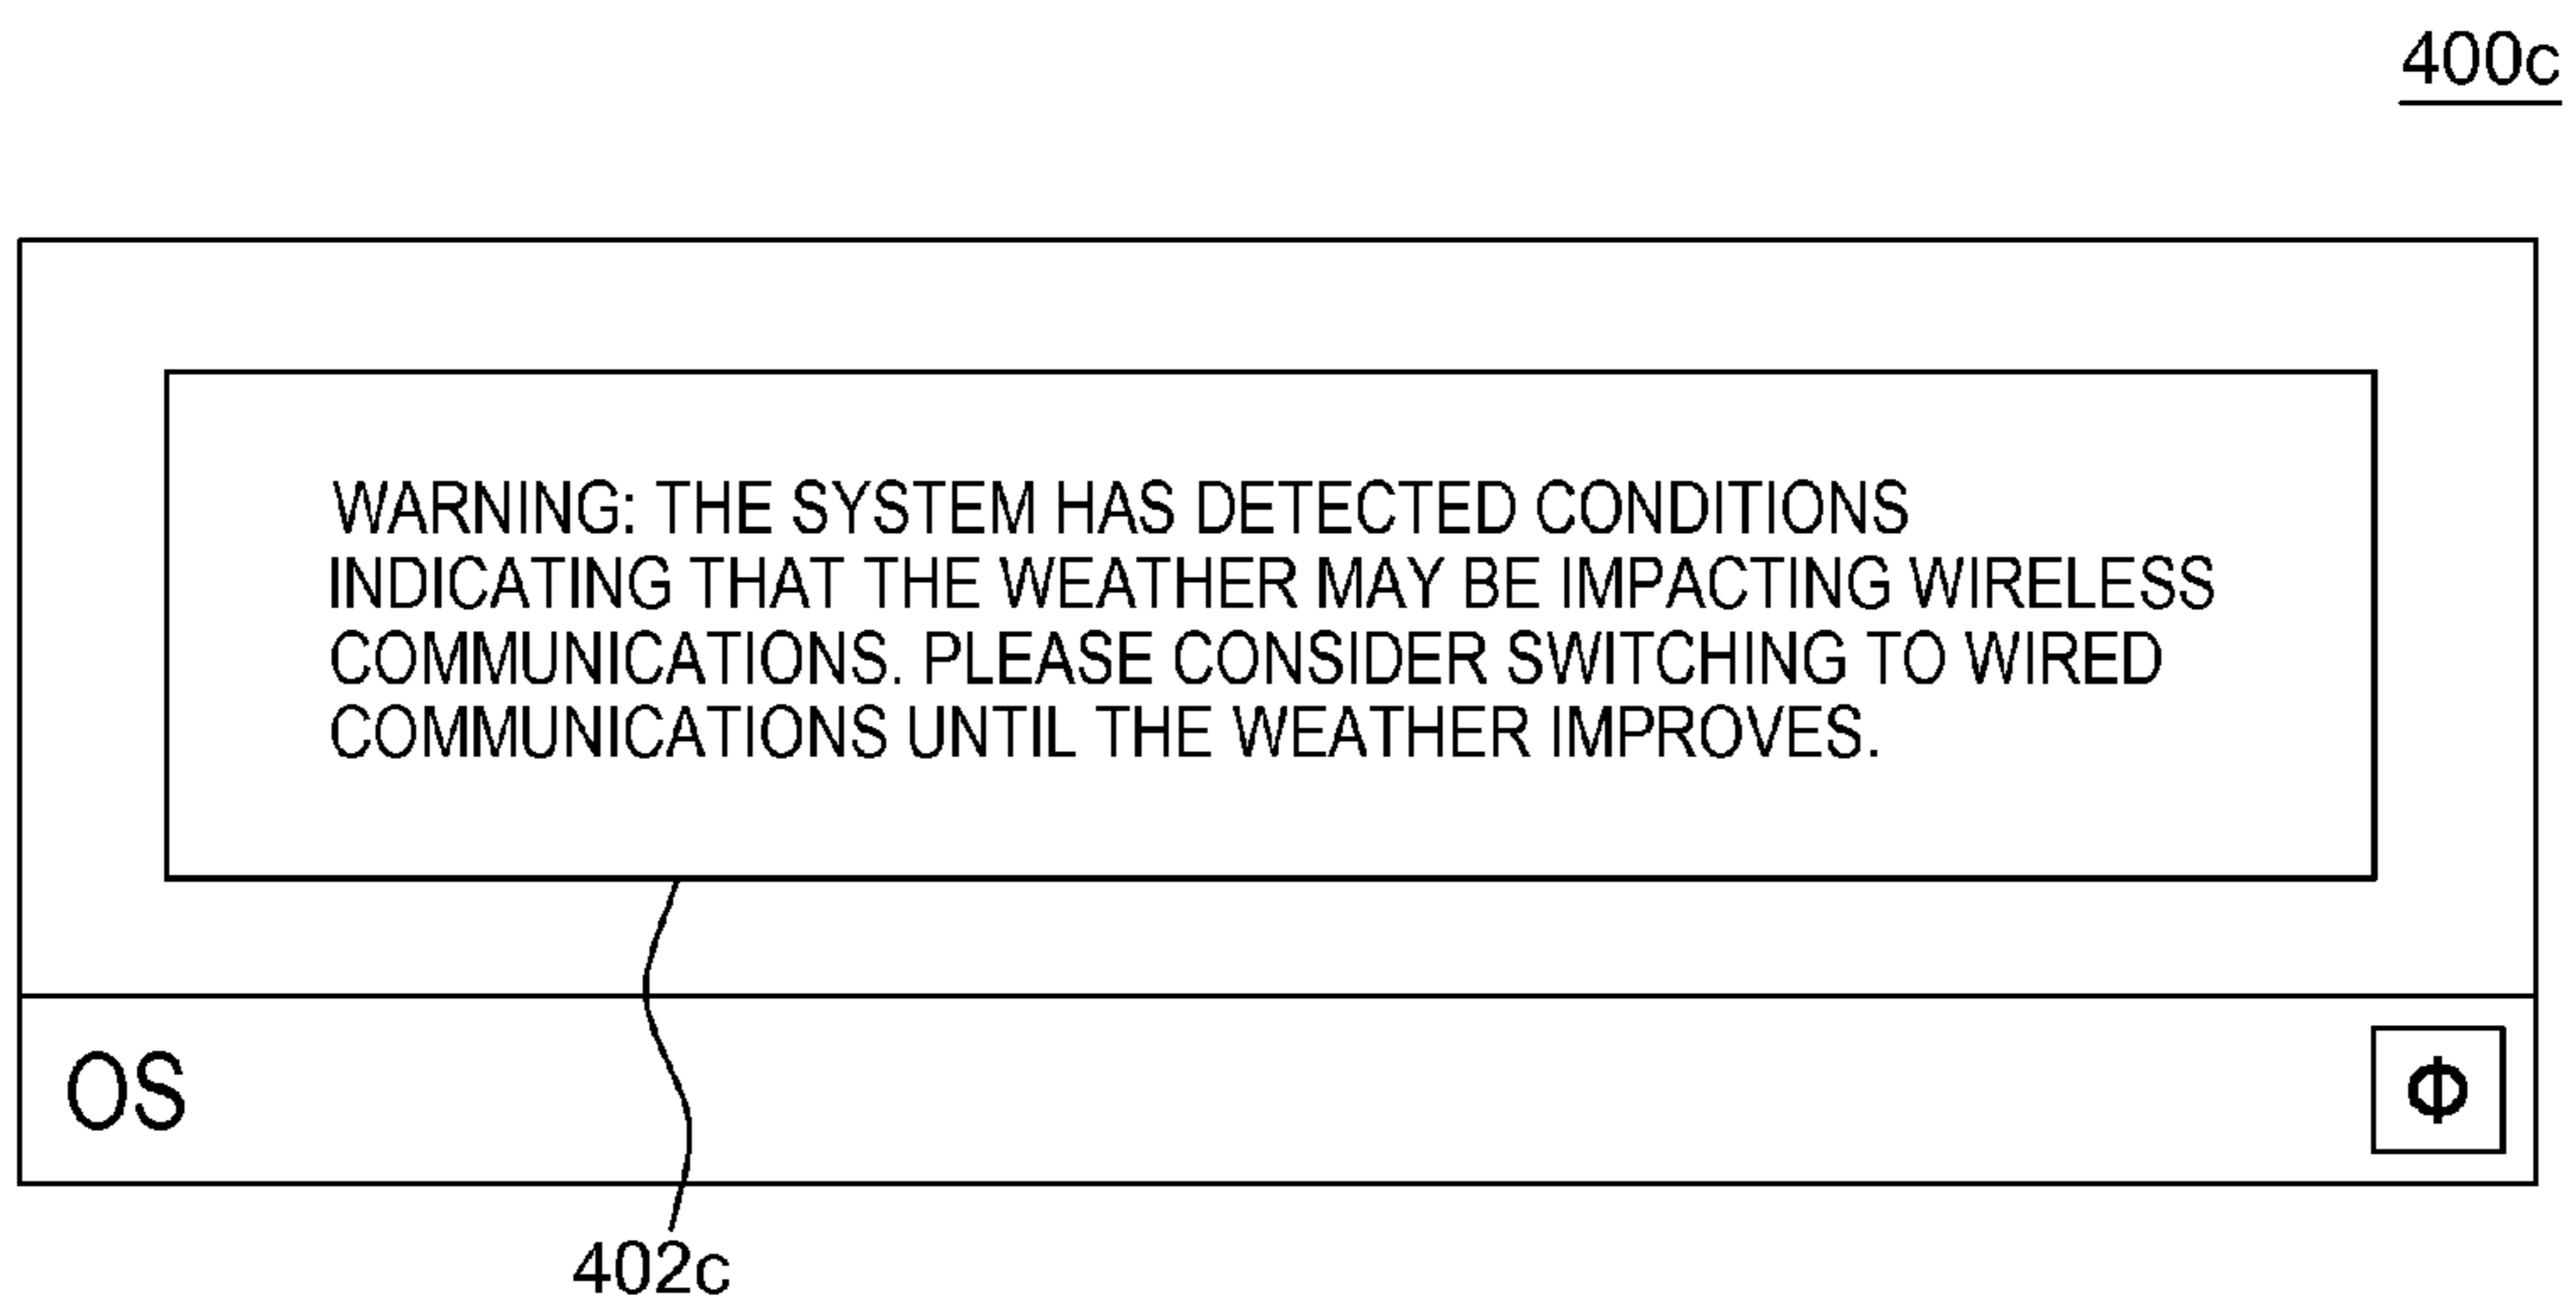 400c
WARNING: THE SYSTEM HAS DETECTED CONDITIONS
INDICATING THAT THE WEATHER MAY BE IMPACTING WIRELESS
COMMUNICATIONS. PLEASE CONSIDER SWITCHING TO WIRED
COMMUNICATIONS UNTIL THE WEATHER IMPROVES.
OS
Φ
402c